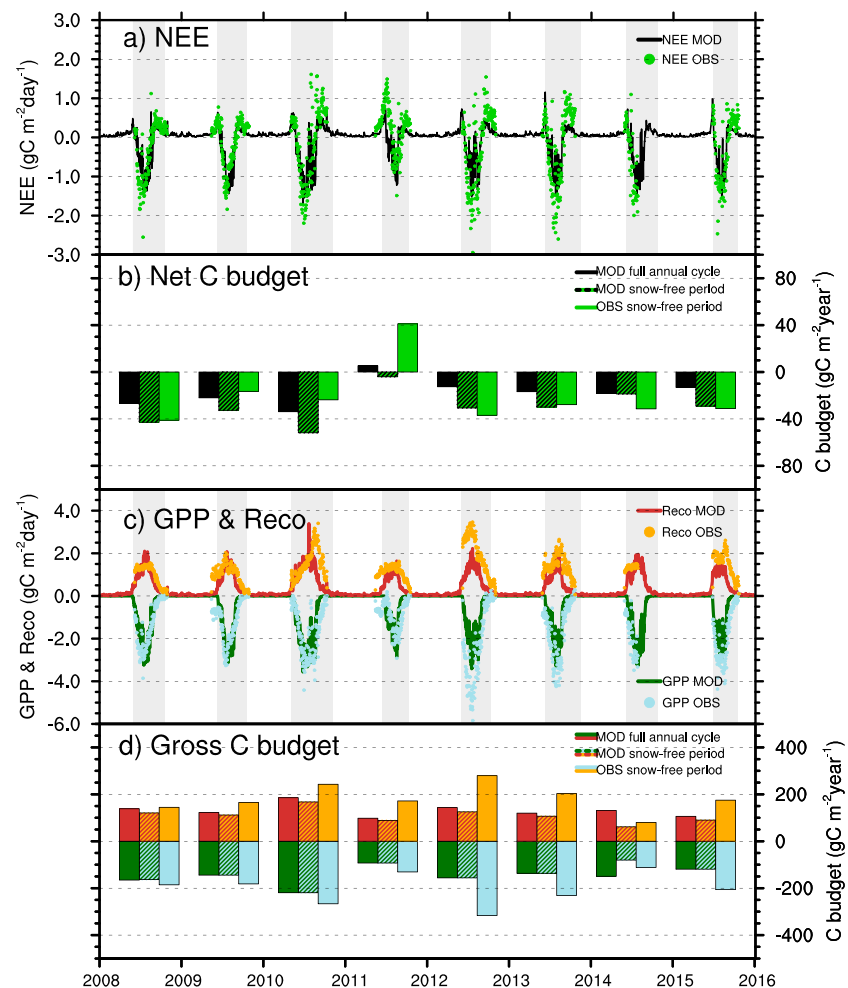 3.0
a) NEE
NEE MOD
2.0
NEE OBS
1.0
0.0
-1.0
-2.0
-3.0
NEE (gC m-2day-1)
b) Net C budget
MOD full annual cycle
80
MOD snow-free period
OBS snow-free period
40
0
-40
-80
C budget (gC m-2year-1)
4.0
c) GPP & Reco
Reco MOD
2.0
Reco OBS
0.0
-2.0
-4.0
GPP MOD
GPP OBS
-6.0
GPP & Reco (gC m-2day-1)
d) Gross C budget
MOD full annual cycle
400
MOD snow-free period
OBS snow-free period
200
0
-200
-400
C budget (gC m-2year-1)
2008 2009 2010 2011 2012 2013 2014 2015 2016